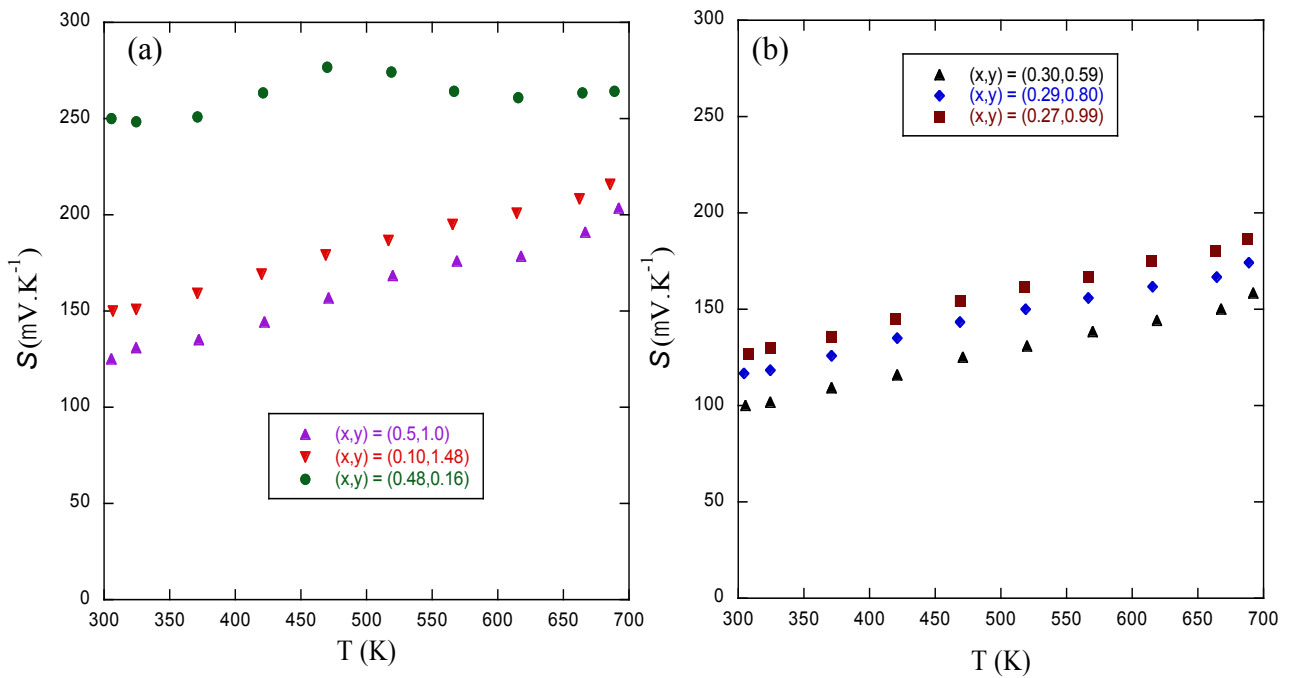 (a)
300
250
200
150
100
50
0
S(mV.K-1)
(x,y) = (0.5,1.0)
(x,y) = (0.10,1.48)
(x,y) = (0.48,0.16)
300 350 400 450 500 550 600 650 700
T (K)
(b)
300
250
200
150
100
50
0
S(mV.K-1)
(x,y) = (0.30,0.59)
(x,y) = (0.29,0.80)
(x,y) = (0.27,0.99)
300 350 400 450 500 550 600 650 700
T (K)